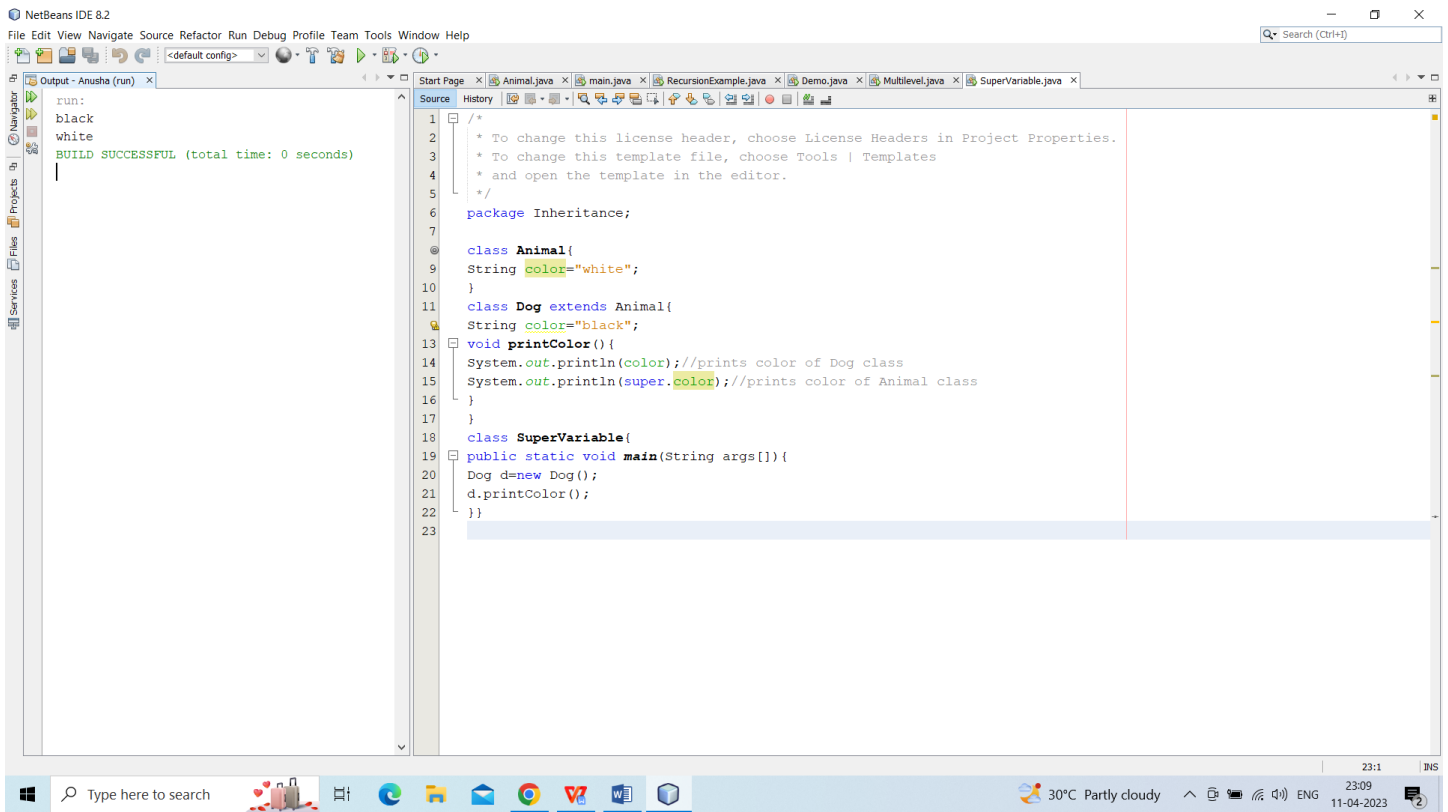 NetBeans IDE 8.2
File Edit View Navigate Source Refactor Run Debug Profile Team Tools Window Help
Search (Ctrl+I)
<default config>
Output - Anusha (run)
Start Page Animal.java main.java RecursionExample.java Demo.java Multilevel.java SuperVariable.java
Source History
Navigator
Projects
Files
Services
run:
black
white
BUILD SUCCESSFUL (total time: 0 seconds)
1 /*
2 * To change this license header, choose License Headers in Project Properties.
3 * To change this template file, choose Tools | Templates
4 * and open the template in the editor.
5 */
6 package Inheritance;
7
class Animal{
9 String color="white";
10 }
11 class Dog extends Animal{
String color="black";
13 void printColor(){
14 System.out.println(color);//prints color of Dog class
15 System.out.println(super.color);//prints color of Animal class
16 }
17 }
18 class SuperVariable{
19 public static void main(String args[]){
20 Dog d=new Dog();
21 d.printColor();
22 }}
23
23:1 INS
Type here to search
30°C Partly cloudy
ENG
23:09
11-04-2023
2